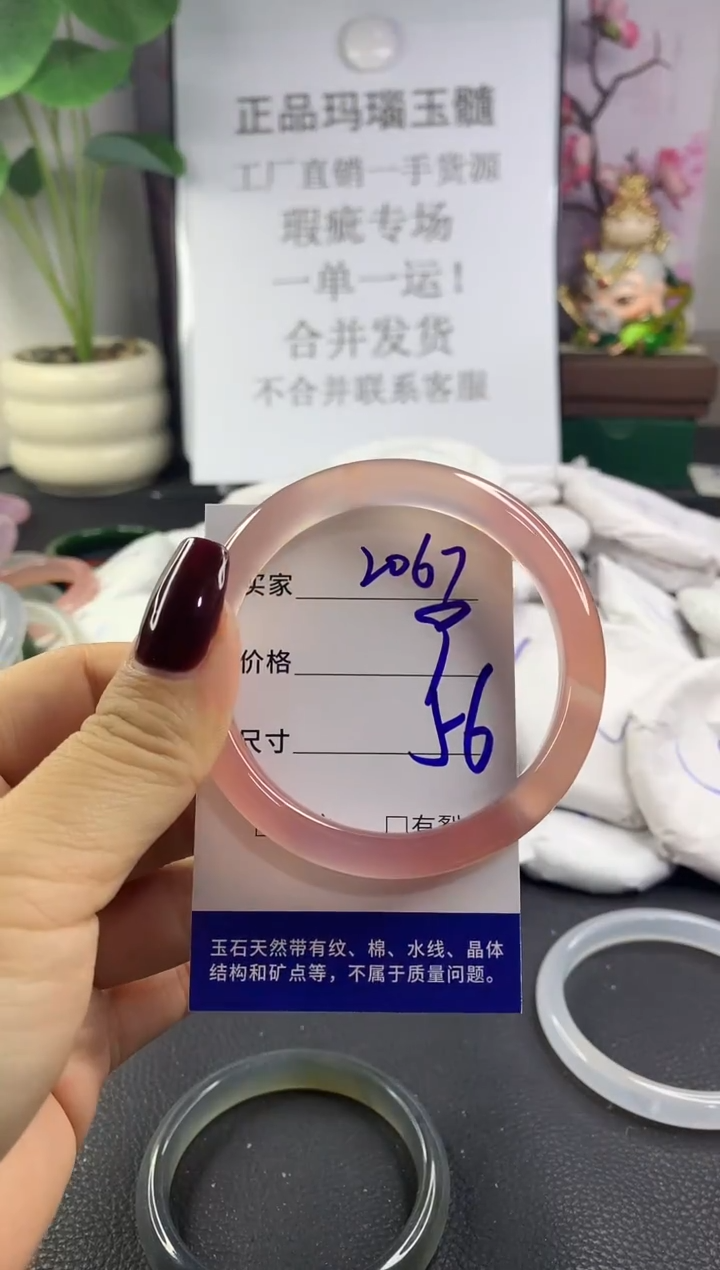 正品玛瑙玉髓
工厂直销一手货源
瑕疵专场
一单一运！
合并发货
不合并联系客服
买家 2067
价格
尺寸 56
□有裂
玉石天然带有纹、棉、水线、晶体
结构和矿点等，不属于质量问题。